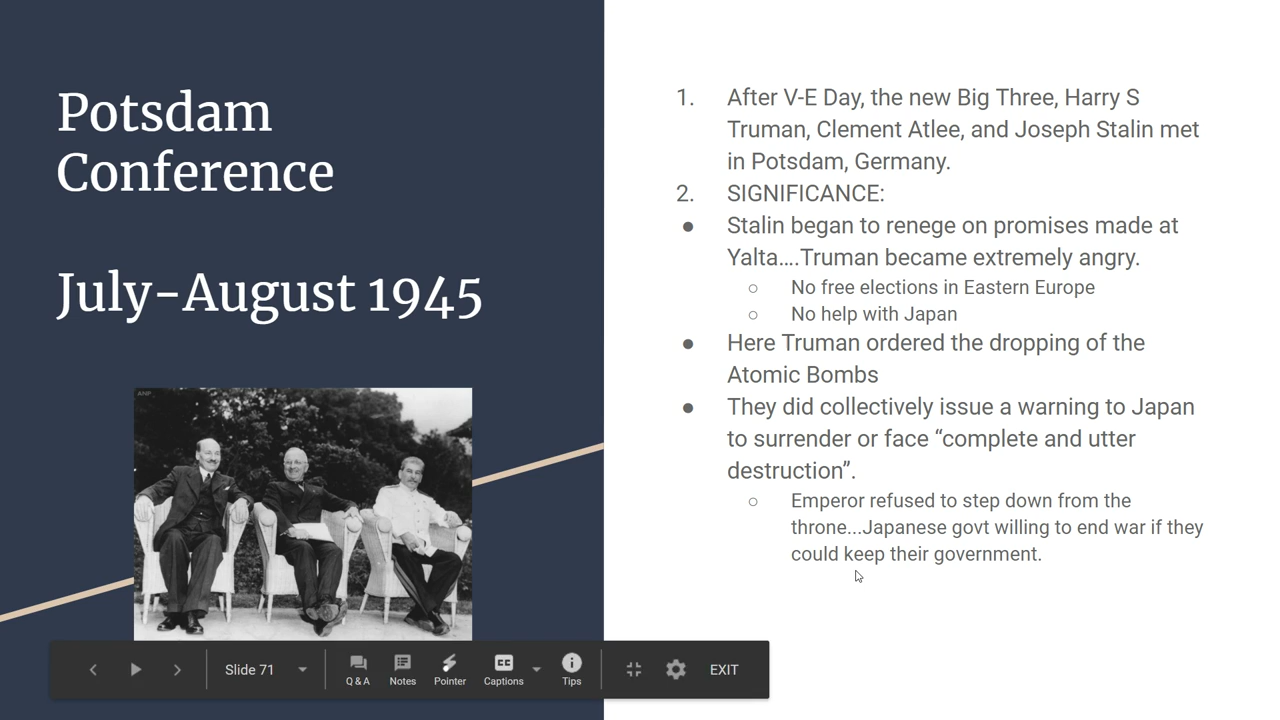 Potsdam
Conference
July-August 1945
ANP
1. After V-E Day, the new Big Three, Harry S
Truman, Clement Atlee, and Joseph Stalin met
in Potsdam, Germany.
2. SIGNIFICANCE:
● Stalin began to renege on promises made at
Yalta....Truman became extremely angry.
○ No free elections in Eastern Europe
○ No help with Japan
● Here Truman ordered the dropping of the
Atomic Bombs
● They did collectively issue a warning to Japan
to surrender or face “complete and utter
destruction”.
○ Emperor refused to step down from the
throne...Japanese govt willing to end war if they
could keep their government.
Slide 71
Q & A
Notes
Pointer
CC
Captions
Tips
EXIT